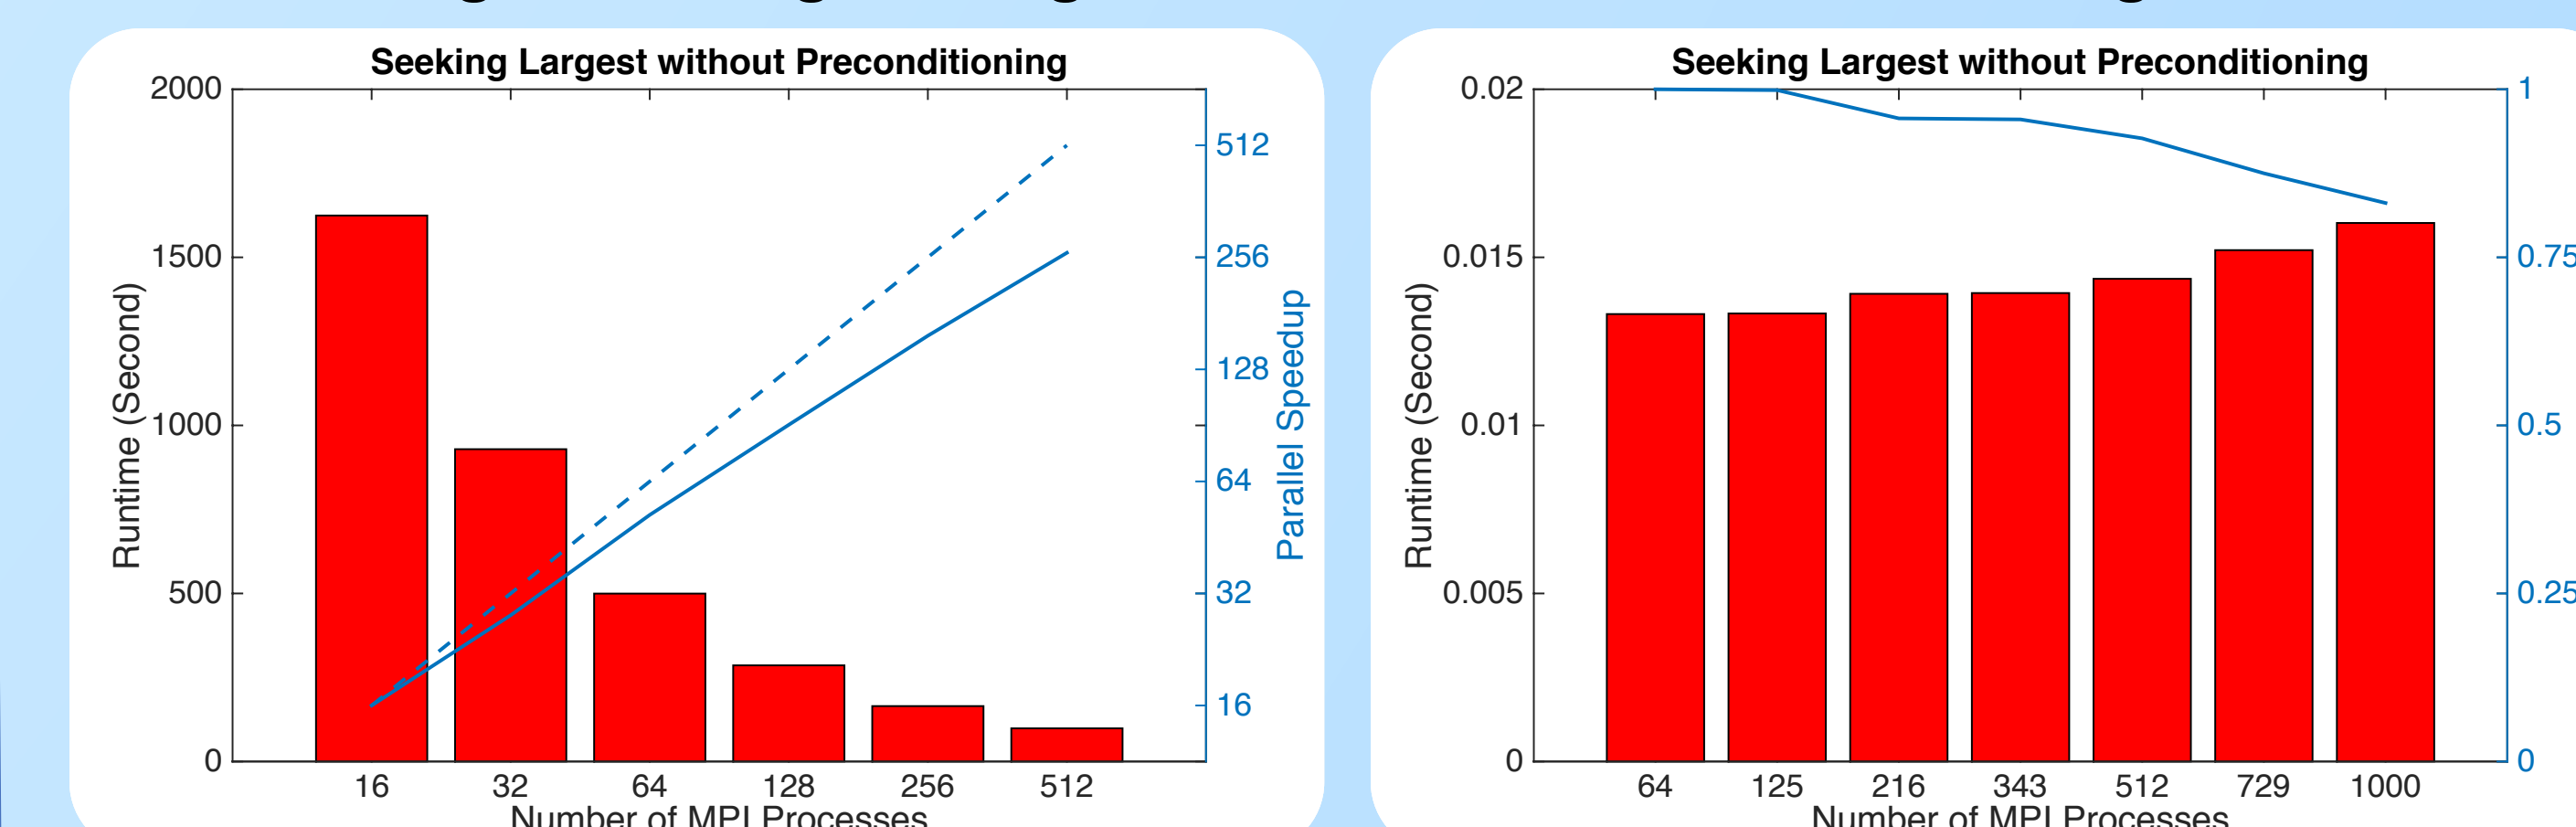 Seeking Largest without Preconditioning
2000
1500
1000
500
0
Runtime (Second)
512
256
128
64
32
16
Parallel Speedup
16 32 64 128 256 512
Number of MPI Processes
Seeking Largest without Preconditioning
0.02
0.015
0.01
0.005
0
Runtime (Second)
1
0.75
0.5
0.25
0
64 125 216 343 512 729 1000
Number of MPI Processes